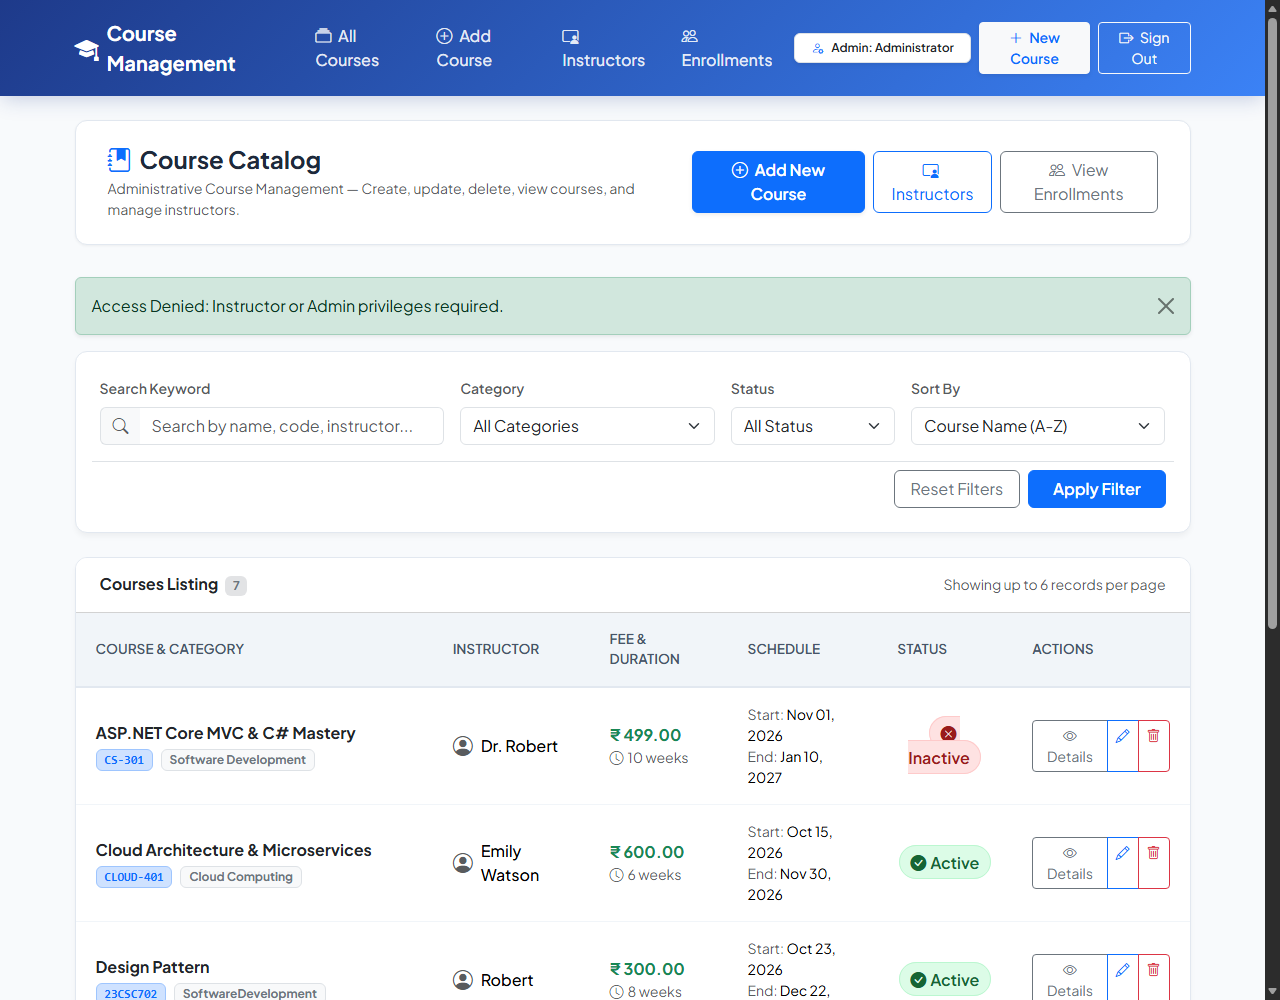 Course
Management
All
Courses
Add
Course
Instructors
Enrollments
Admin: Administrator
New
Course
Sign
Out
Course Catalog
Administrative Course Management — Create, update, delete, view courses, and
manage instructors.
Add New
Course
Instructors
View
Enrollments
Access Denied: Instructor or Admin privileges required.
Search Keyword
Category
Status
Sort By
Search by name, code, instructor...
All Categories
All Status
Course Name (A-Z)
Reset Filters
Apply Filter
Courses Listing 7
Showing up to 6 records per page
COURSE & CATEGORY
INSTRUCTOR
FEE &
DURATION
SCHEDULE
STATUS
ACTIONS
ASP.NET Core MVC & C# Mastery
CS-301
Software Development
Dr. Robert
₹ 499.00
10 weeks
Start: Nov 01,
2026
End: Jan 10,
2027
Inactive
Details
Cloud Architecture & Microservices
CLOUD-401
Cloud Computing
Emily
Watson
₹ 600.00
6 weeks
Start: Oct 15,
2026
End: Nov 30,
2026
Active
Details
Design Pattern
23CSC702
SoftwareDevelopment
Robert
₹ 300.00
8 weeks
Start: Oct 23,
2026
End: Dec 22,
Active
Details